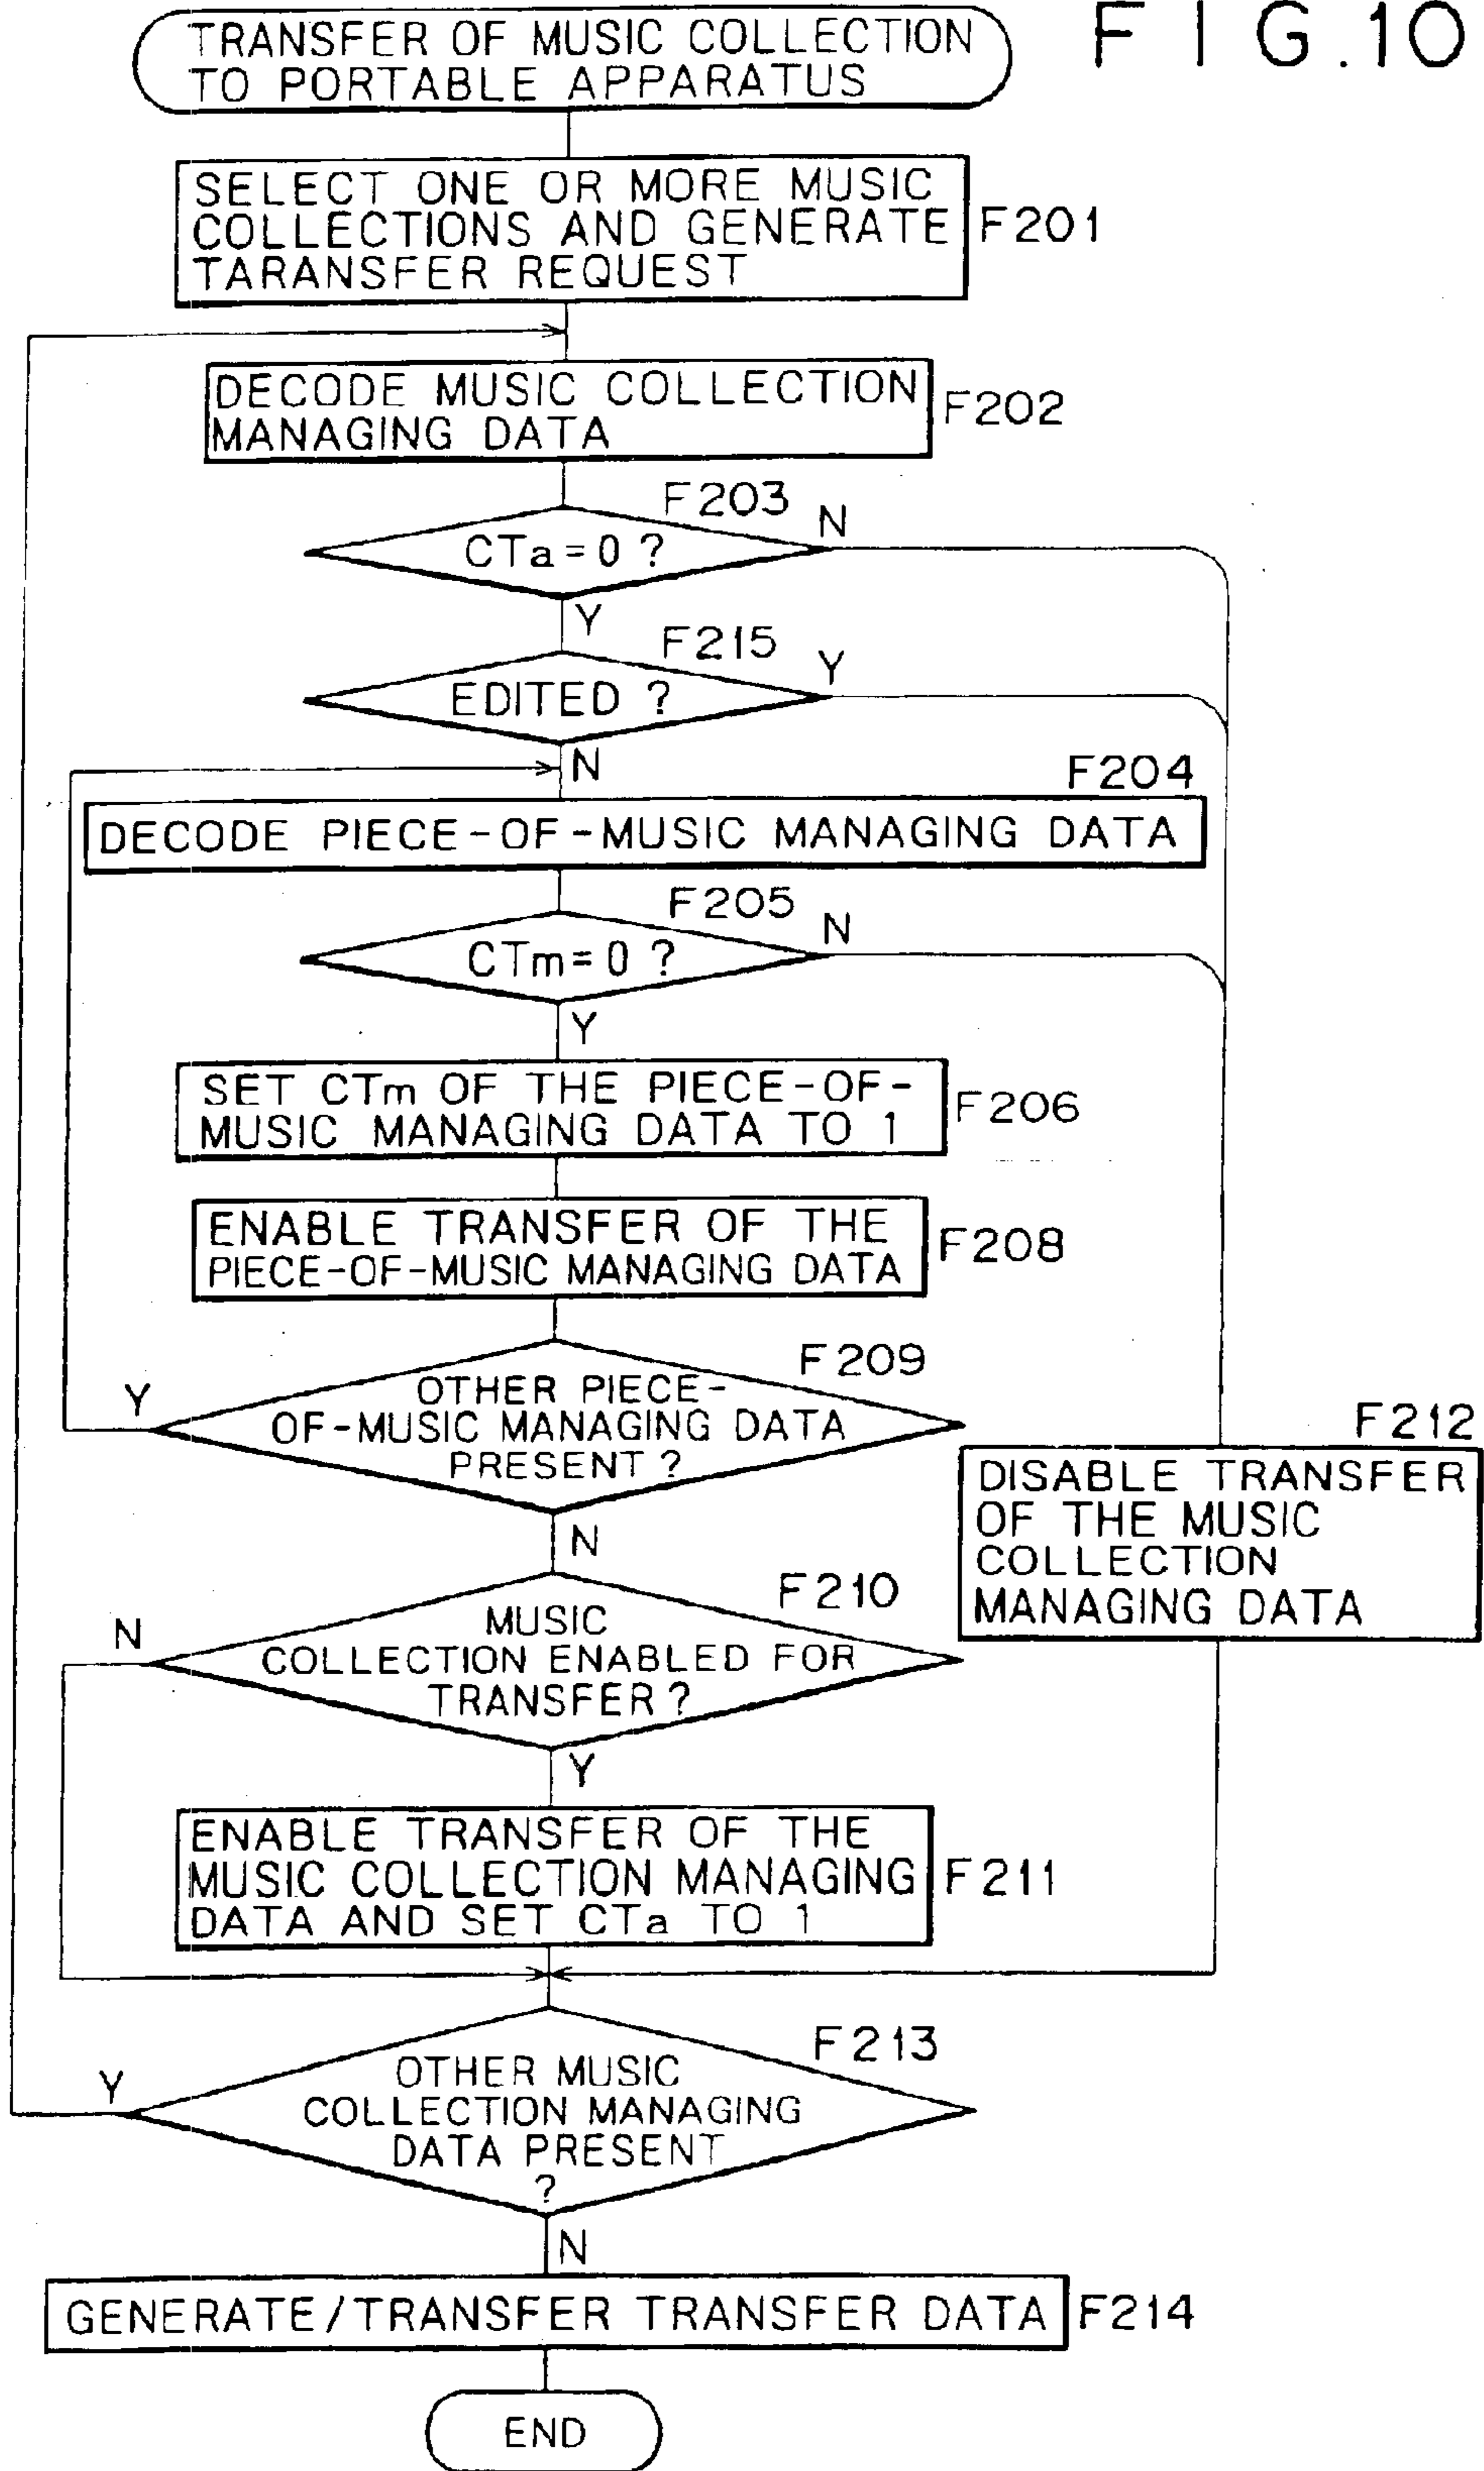 FIG.10
TRANSFER OF MUSIC COLLECTION
TO PORTABLE APPARATUS
SELECT ONE OR MORE MUSIC
COLLECTIONS AND GENERATE
TARANSFER REQUEST
F201
DECODE MUSIC COLLECTION
MANAGING DATA
F202
F203
CTa=0 ?
N
Y
F215
EDITED ?
Y
N
F204
DECODE PIECE-OF-MUSIC MANAGING DATA
F205
CTm=0 ?
N
Y
SET CTm OF THE PIECE-OF-
MUSIC MANAGING DATA TO 1
F206
ENABLE TRANSFER OF THE
PIECE-OF-MUSIC MANAGING DATA
F208
F209
Y
OTHER PIECE-
OF-MUSIC MANAGING DATA
PRESENT ?
N
F212
DISABLE TRANSFER
OF THE MUSIC
COLLECTION
MANAGING DATA
F210
N
MUSIC
COLLECTION ENABLED FOR
TRANSFER ?
Y
ENABLE TRANSFER OF THE
MUSIC COLLECTION MANAGING
DATA AND SET CTa TO 1
F211
F213
Y
OTHER MUSIC
COLLECTION MANAGING
DATA PRESENT
?
N
GENERATE/TRANSFER TRANSFER DATA
F214
END